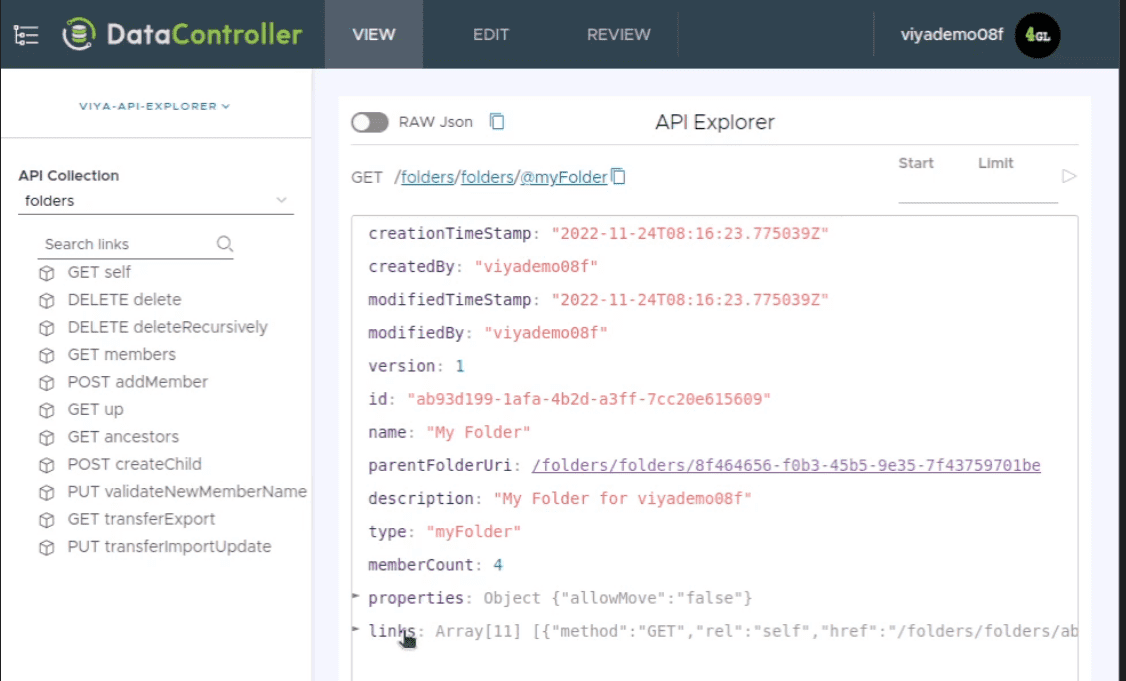 DataController VIEW EDIT REVIEW viyademo08f 4GL
VIYA-API-EXPLORER
RAW Json API Explorer
API Collection
folders
GET /folders/folders/@myFolder Start Limit
Search links
GET self
DELETE delete
DELETE deleteRecursively
GET members
POST addMember
GET up
GET ancestors
POST createChild
PUT validateNewMemberName
GET transferExport
PUT transferImportUpdate
creationTimeStamp: "2022-11-24T08:16:23.775039Z"
createdBy: "viyademo08f"
modifiedTimeStamp: "2022-11-24T08:16:23.775039Z"
modifiedBy: "viyademo08f"
version: 1
id: "ab93d199-1afa-4b2d-a3ff-7cc20e615609"
name: "My Folder"
parentFolderUri: /folders/folders/8f464656-f0b3-45b5-9e35-7f43759701be
description: "My Folder for viyademo08f"
type: "myFolder"
memberCount: 4
properties: Object {"allowMove":"false"}
links: Array[11] [{"method":"GET","rel":"self","href":"/folders/folders/ab